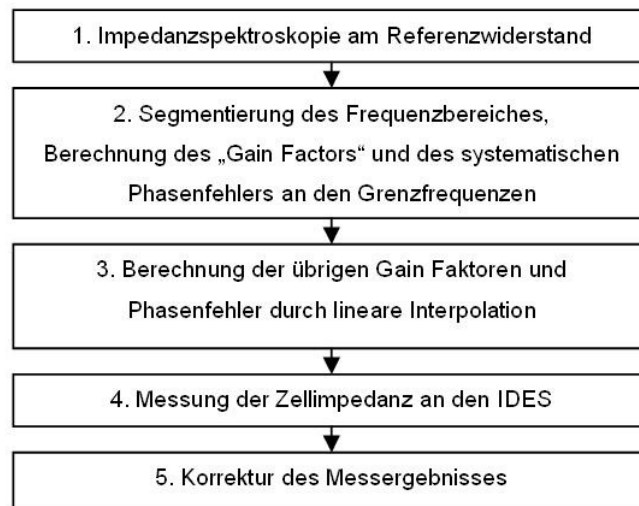 1. Impedanzspektroskopie am Referenzwiderstand
2. Segmentierung des Frequenzbereiches,
Berechnung des „Gain Factors“ und des systematischen
Phasenfehlers an den Grenzfrequenzen
3. Berechnung der übrigen Gain Faktoren und
Phasenfehler durch lineare Interpolation
4. Messung der Zellimpedanz an den IDES
5. Korrektur des Messergebnisses